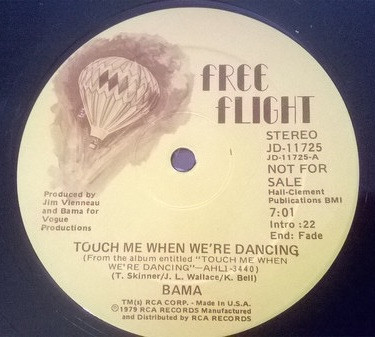 FREE
FLIGHT
STEREO
JD-11725
JD-11725-A
NOT FOR
SALE
Hall-Clement
Publications BMI
7:01
Intro :22
End: Fade
Produced by
Jim Vienneau
and Bama for
Vogue
Productions
TOUCH ME WHEN WE'RE DANCING
(From the album entitled "TOUCH ME WHEN
WE'RE DANCING"—AHL1-3440)
(T. Skinner/J. L. Wallace/K. Bell)
BAMA
TM(s) RCA CORP. - Made in U.S.A.
℗1979 RCA RECORDS Manufactured
and Distributed by RCA RECORDS